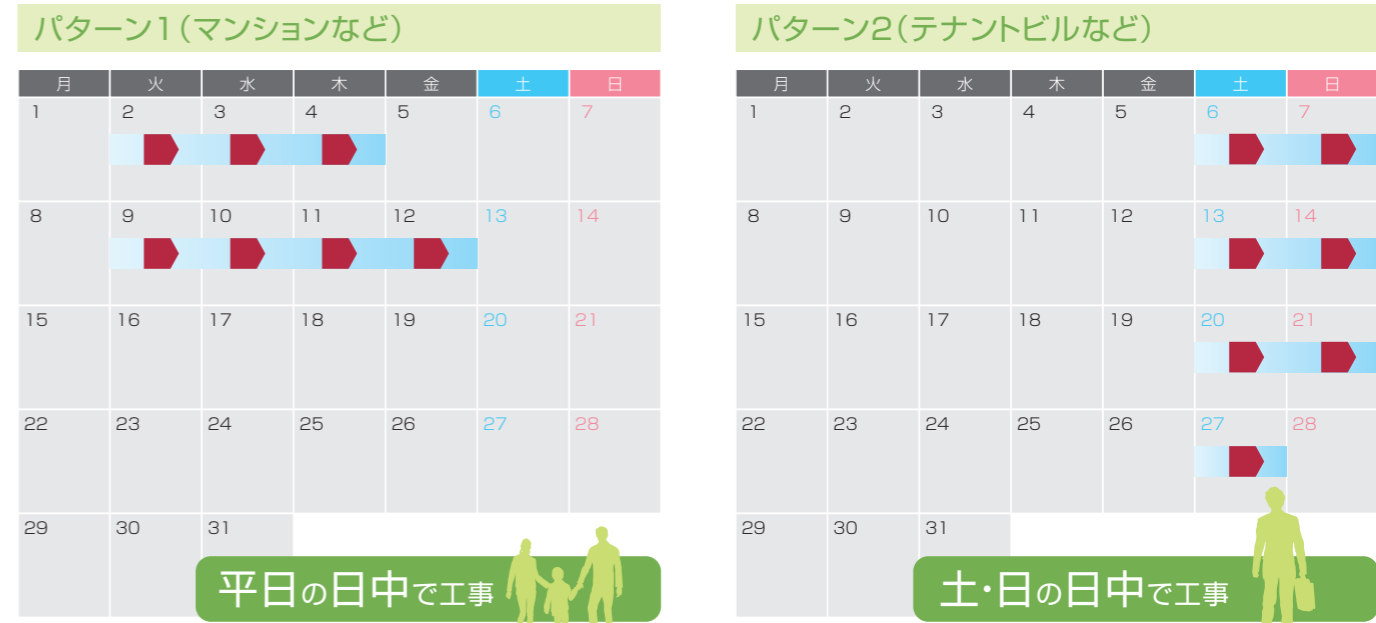 パターン1(マンションなど)
月 火 水 木 金 土 日
1 2 3 4 5 6 7
8 9 10 11 12 13 14
15 16 17 18 19 20 21
22 23 24 25 26 27 28
29 30 31
平日の日中で工事
パターン2(テナントビルなど)
月 火 水 木 金 土 日
1 2 3 4 5 6 7
8 9 10 11 12 13 14
15 16 17 18 19 20 21
22 23 24 25 26 27 28
29 30 31
土・日の日中で工事